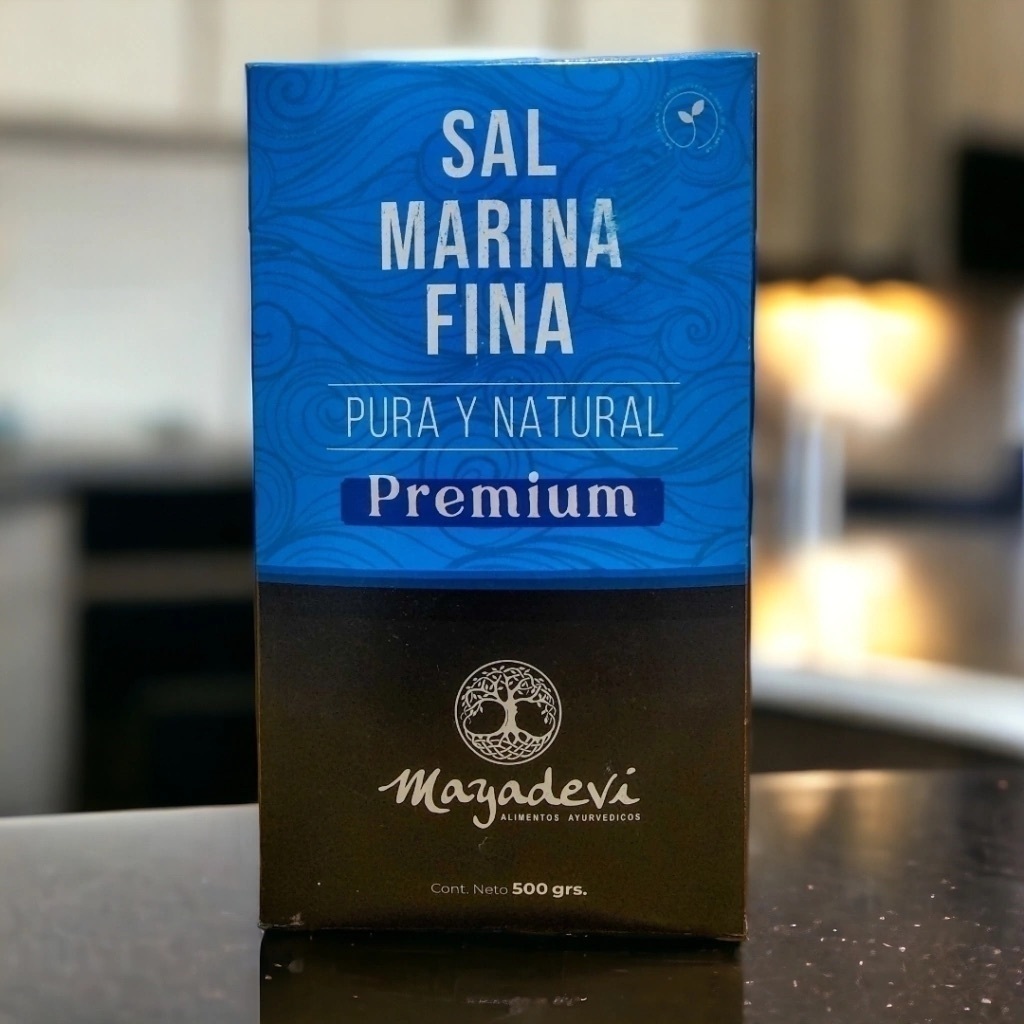 SAL
MARINA
FINA
PURA Y NATURAL
Premium
Mayadevi
ALIMENTOS AYURVEDICOS
Cont. Neto 500 grs.